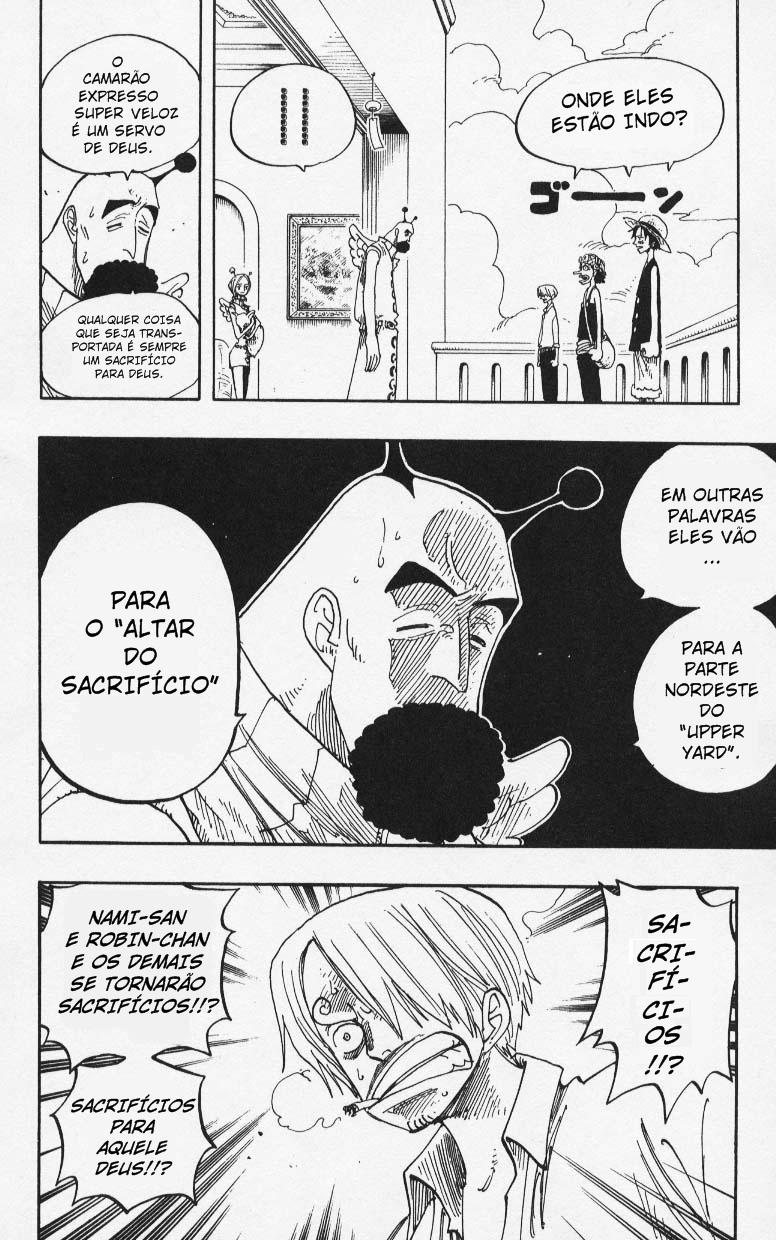 ONDE ELES
ESTÃO INDO?
ゴーーン
!!
O
CAMARÃO
EXPRESSO
SUPER VELOZ
É UM SERVO
DE DEUS.
QUALQUER COISA
QUE SEJA TRANS-
PORTADA É SEMPRE
UM SACRIFÍCIO
PARA DEUS.
EM OUTRAS
PALAVRAS
ELES VÃO
...
PARA A
PARTE
NORDESTE
DO
"UPPER
YARD".
PARA
O "ALTAR
DO
SACRIFÍCIO"
SA-
CRI-
FÍ-
CI-
OS
!!?
NAMI-SAN
E ROBIN-CHAN
E OS DEMAIS
SE TORNARÃO
SACRIFÍCIOS!!?
SACRIFÍCIOS
PARA
AQUELE
DEUS!!?